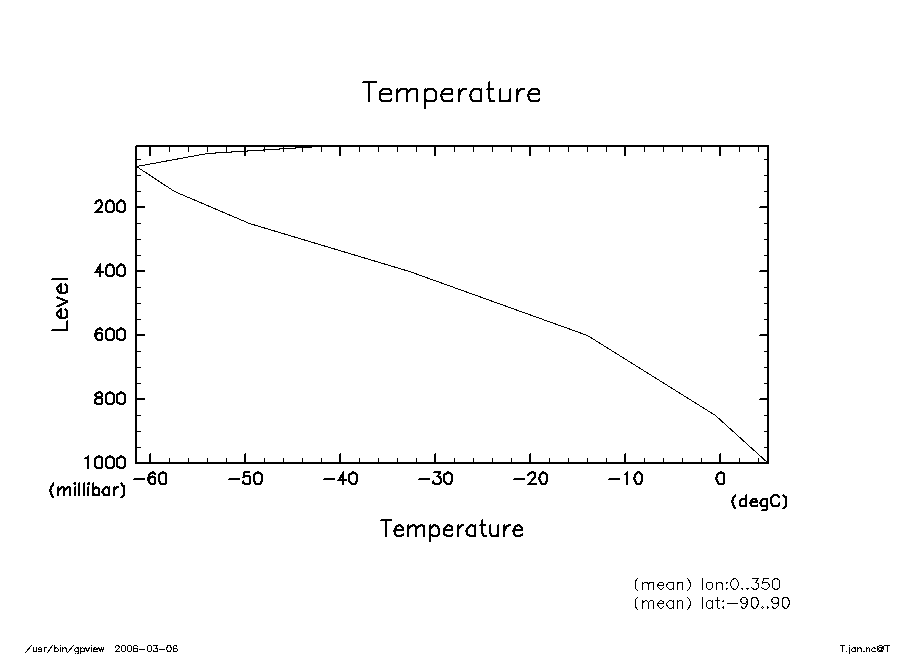 Temperature
200
400
600
800
1000
Level
(millibar)
−60 −50 −40 −30 −20 −10 0
(degC)
Temperature
(mean) lon:0..350
(mean) lat:−90..90
/usr/bin/gpview 2006−03−06
T.jan.nc@T